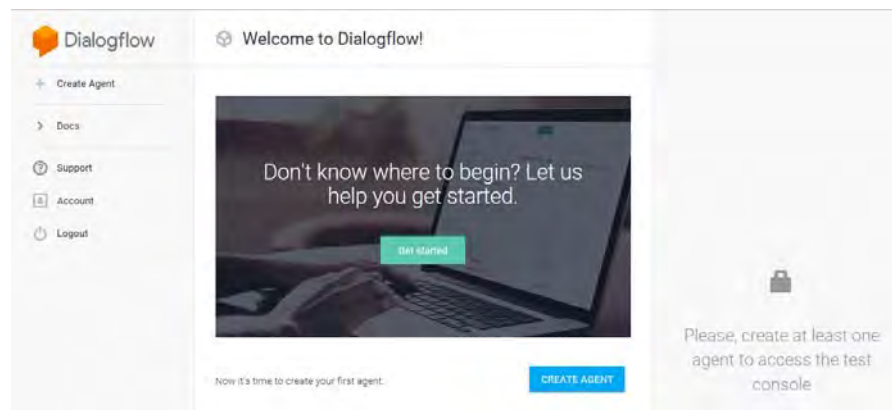 Dialogflow
Create Agent
Docs
Support
Account
Logout
Welcome to Dialogflow!
Don't know where to begin? Let us
help you get started.
Get started
Now it's time to create your first agent.
CREATE AGENT
Please, create at least one
agent to access the test
console